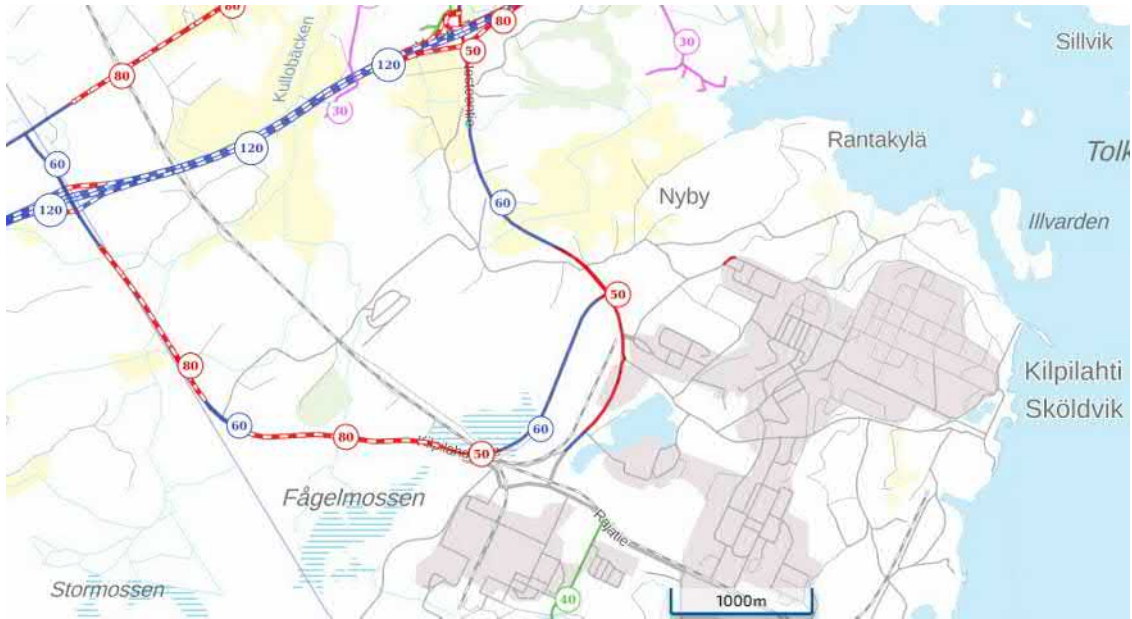 80
50
80
30
Sillvik
120
80
Kullobäcken
30
Rantakylä
120
Tolk
60
60
Nyby
120
Illvarden
50
80
Kilpilahti
Sköldvik
60
80
60
50
Fågelmossen
Rajatie
Stormossen
40
1000m